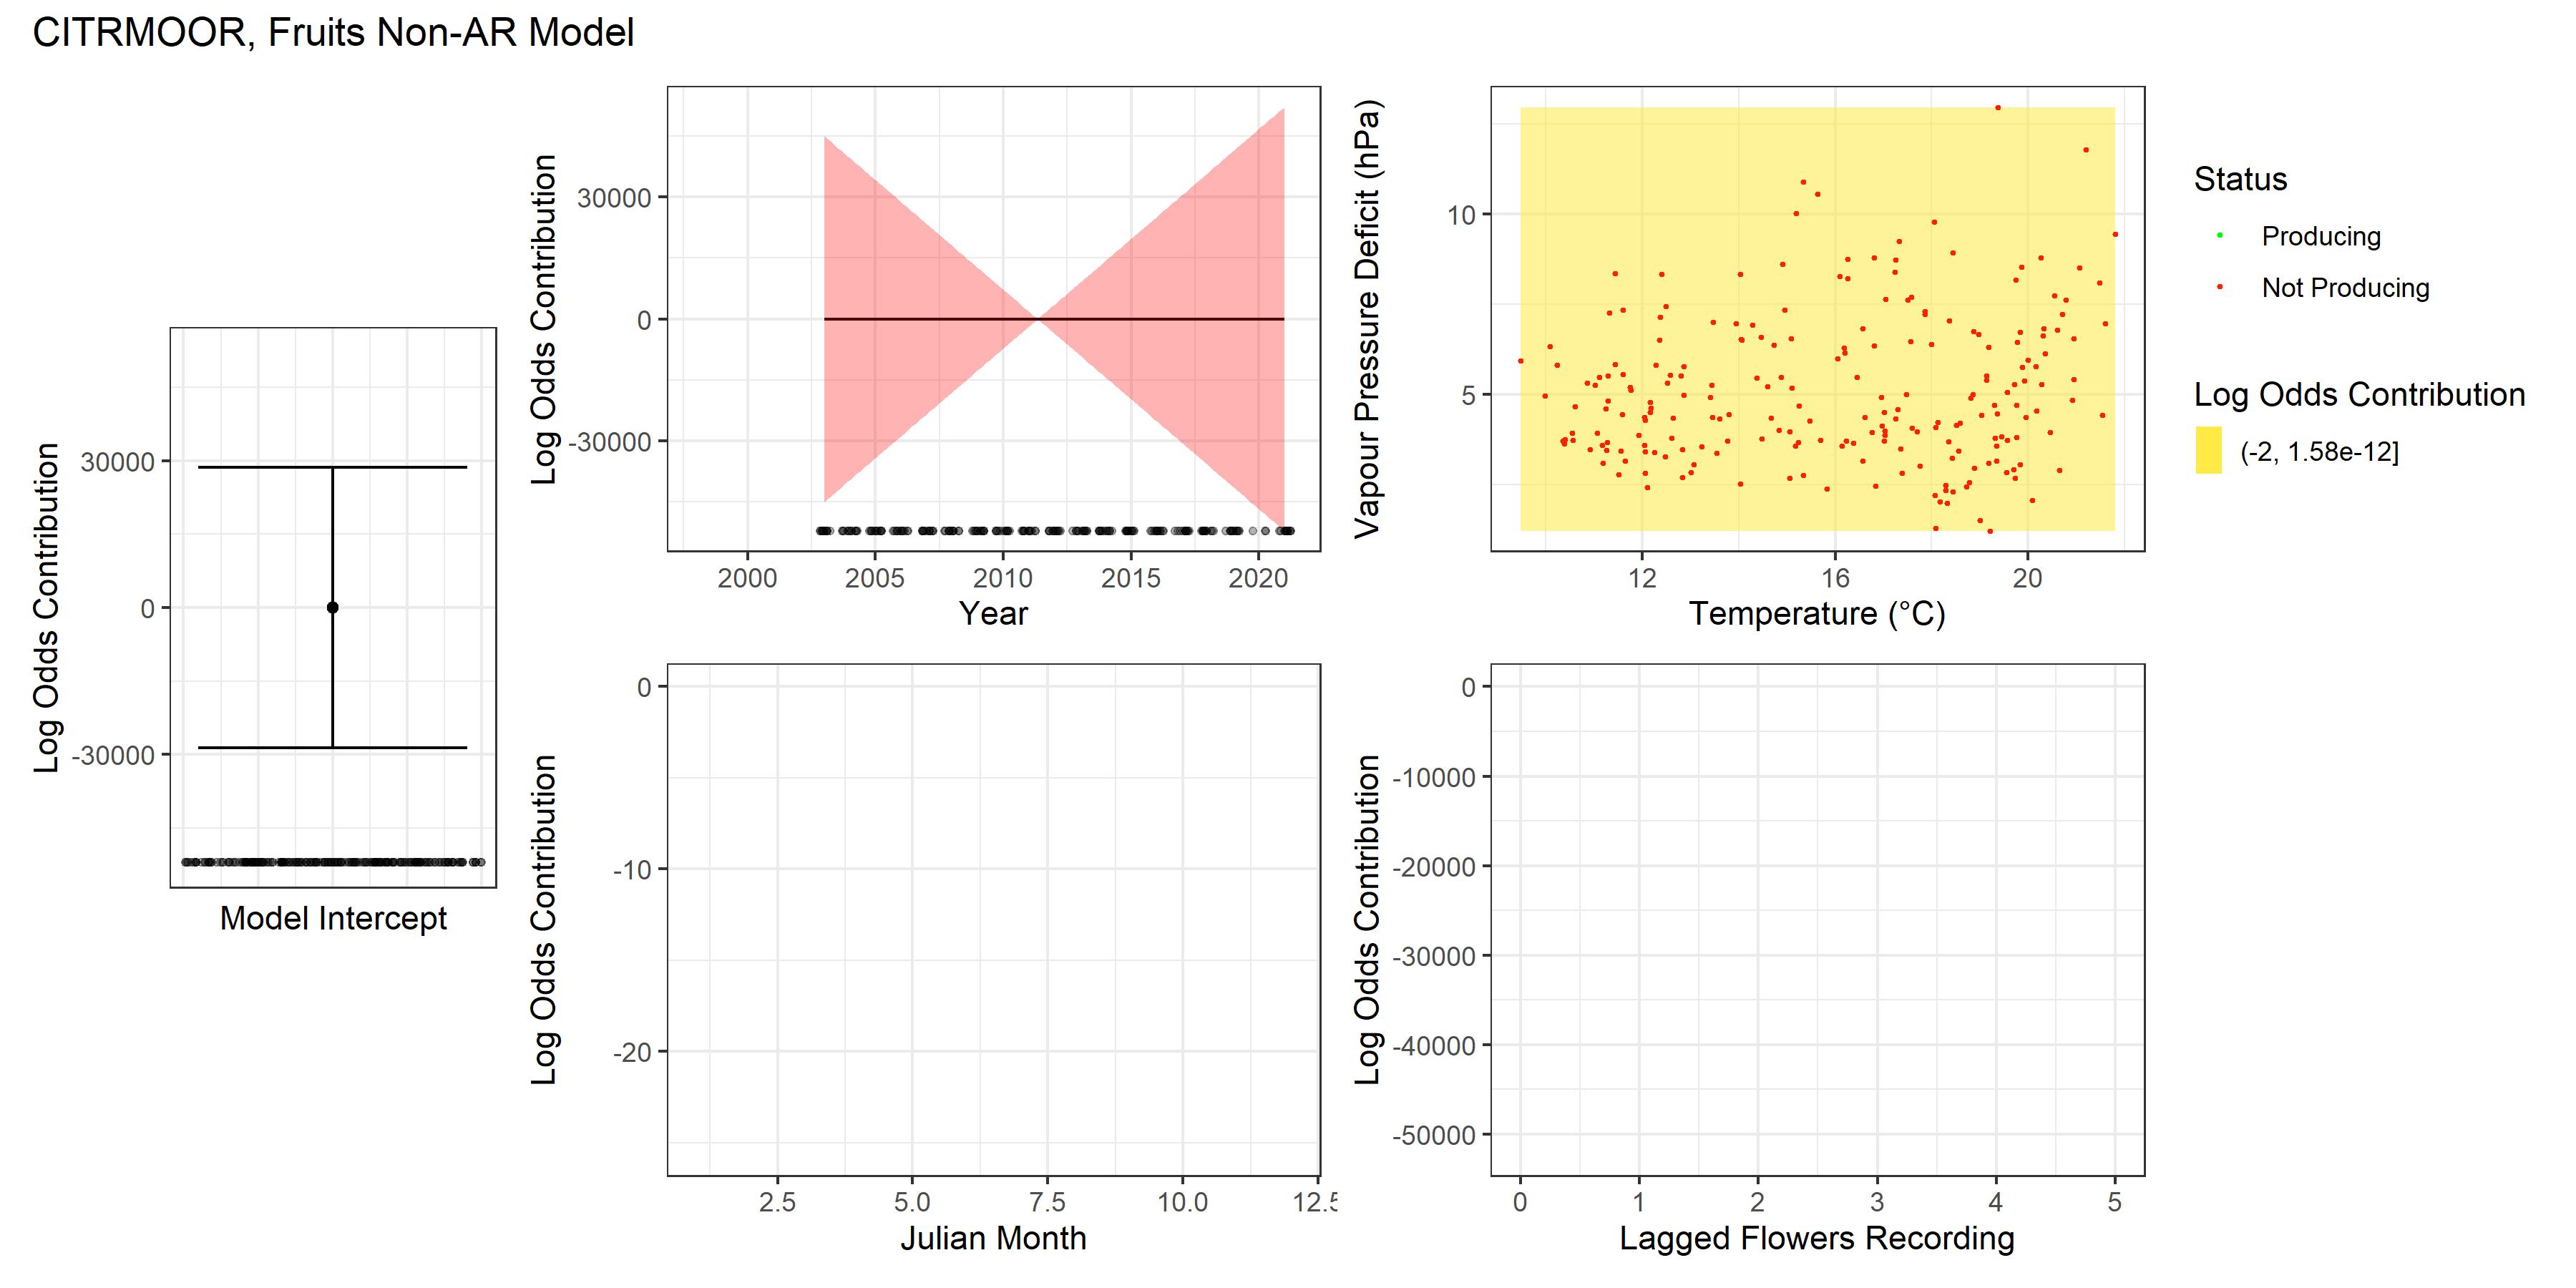 CITRMOOR, Fruits Non-AR Model
Log Odds Contribution
30000
0
-30000
Model Intercept
Log Odds Contribution
30000
0
-30000
2000 2005 2010 2015 2020
Year
Vapour Pressure Deficit (hPa)
10
5
12 16 20
Temperature (°C)
Status
Producing
Not Producing
Log Odds Contribution
(-2, 1.58e-12]
Log Odds Contribution
0
-10
-20
2.5 5.0 7.5 10.0 12.5
Julian Month
Log Odds Contribution
0
-10000
-20000
-30000
-40000
-50000
0 1 2 3 4 5
Lagged Flowers Recording